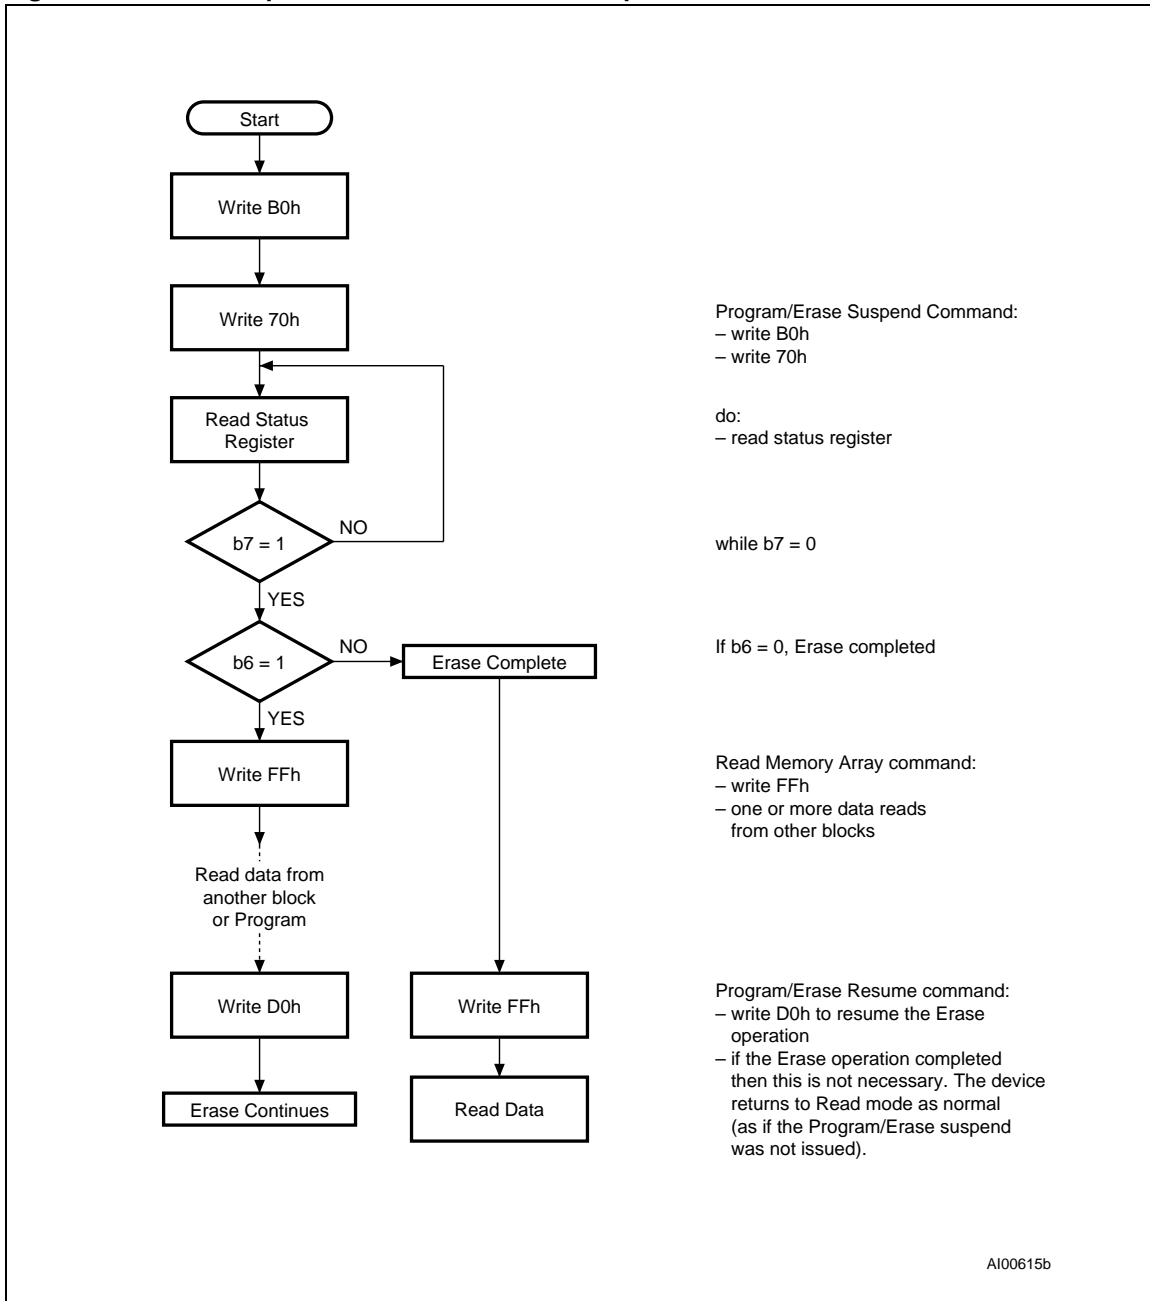 Start
Write B0h
Write 70h
Program/Erase Suspend Command:
– write B0h
– write 70h
Read Status
Register
do:
– read status register
b7 = 1
NO
while b7 = 0
YES
b6 = 1
NO
Erase Complete
If b6 = 0, Erase completed
YES
Write FFh
Read Memory Array command:
– write FFh
– one or more data reads
from other blocks
Read data from
another block
or Program
Write D0h
Write FFh
Program/Erase Resume command:
– write D0h to resume the Erase
operation
– if the Erase operation completed
then this is not necessary. The device
returns to Read mode as normal
(as if the Program/Erase suspend
was not issued).
Erase Continues
Read Data
AI00615b